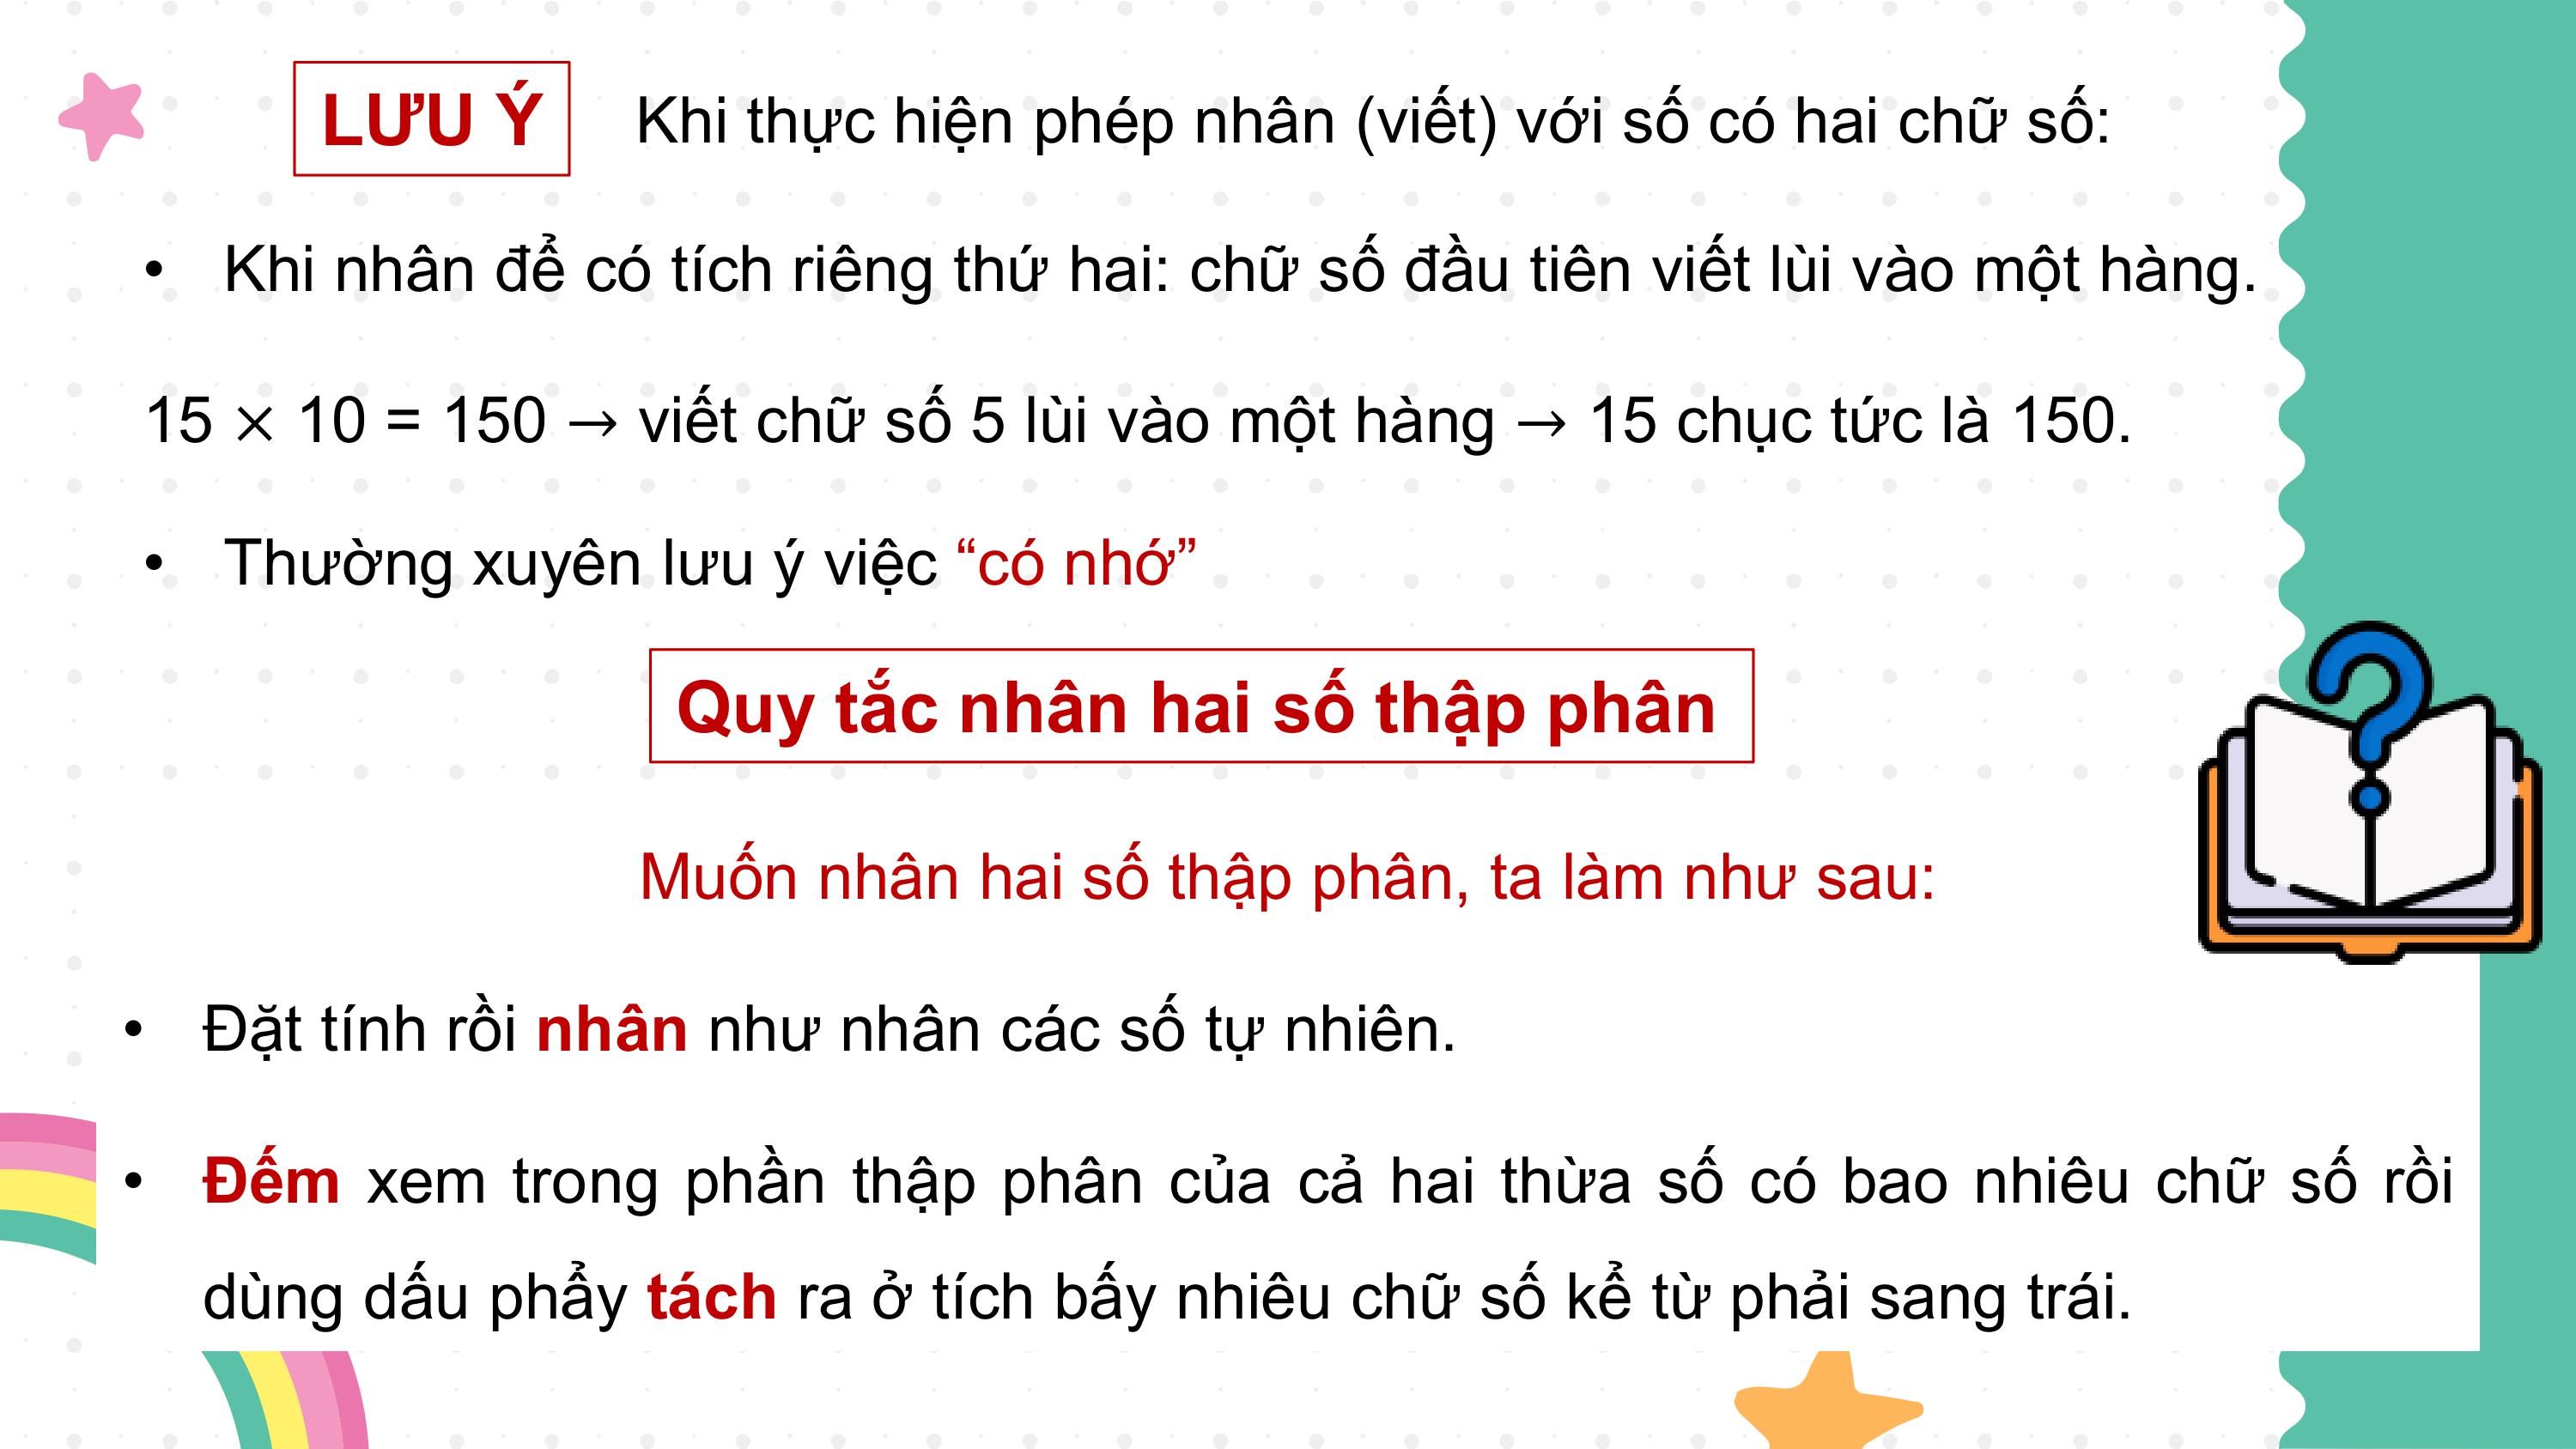 LƯU Ý Khi thực hiện phép nhân (viết) với số có hai chữ số:
• Khi nhân để có tích riêng thứ hai: chữ số đầu tiên viết lùi vào một hàng.
15 × 10 = 150 → viết chữ số 5 lùi vào một hàng → 15 chục tức là 150.
• Thường xuyên lưu ý việc “có nhớ”
Quy tắc nhân hai số thập phân
Muốn nhân hai số thập phân, ta làm như sau:
• Đặt tính rồi nhân như nhân các số tự nhiên.
• Đếm xem trong phần thập phân của cả hai thừa số có bao nhiêu chữ số rồi
dùng dấu phẩy tách ra ở tích bấy nhiêu chữ số kể từ phải sang trái.